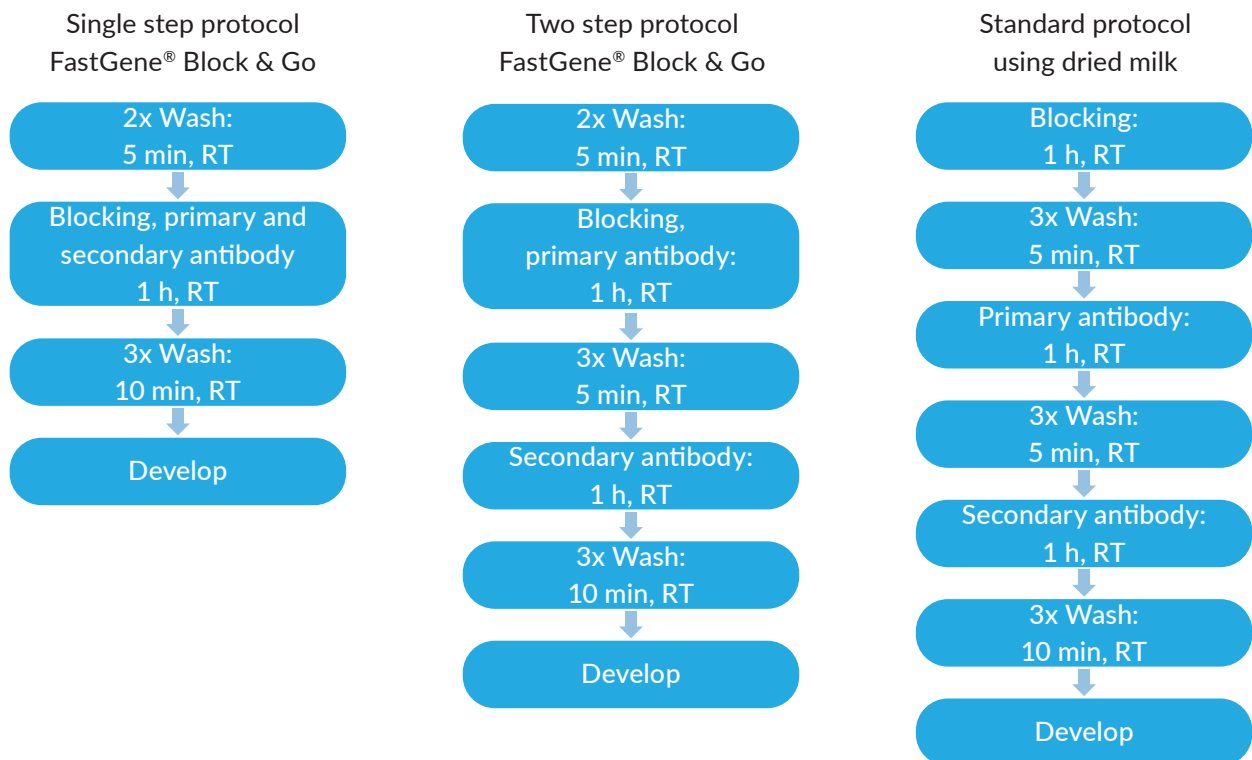 Single step protocol
FastGene® Block & Go
2x Wash:
5 min, RT
Blocking, primary and
secondary antibody
1 h, RT
3x Wash:
10 min, RT
Develop
Two step protocol
FastGene® Block & Go
2x Wash:
5 min, RT
Blocking,
primary antibody:
1 h, RT
3x Wash:
5 min, RT
Secondary antibody:
1 h, RT
3x Wash:
10 min, RT
Develop
Standard protocol
using dried milk
Blocking:
1 h, RT
3x Wash:
5 min, RT
Primary antibody:
1 h, RT
3x Wash:
5 min, RT
Secondary antibody:
1 h, RT
3x Wash:
10 min, RT
Develop